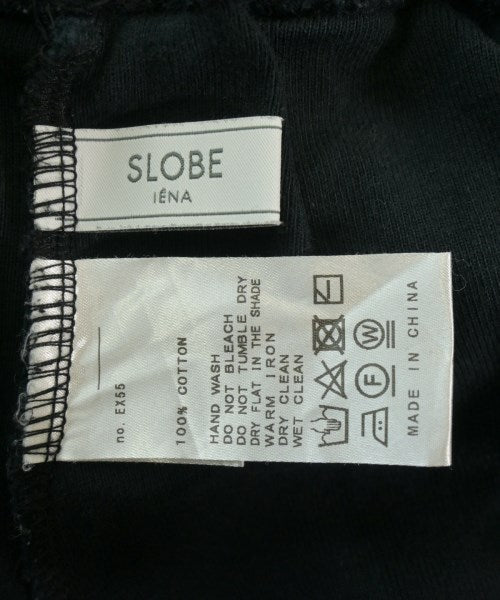 SLOBE
IÉNA
no. EX55
100% COTTON
HAND WASH
DO NOT BLEACH
DO NOT TUMBLE DRY
DRY FLAT IN THE SHADE
WARM IRON
DRY CLEAN
WET CLEAN
F
W
MADE IN CHINA